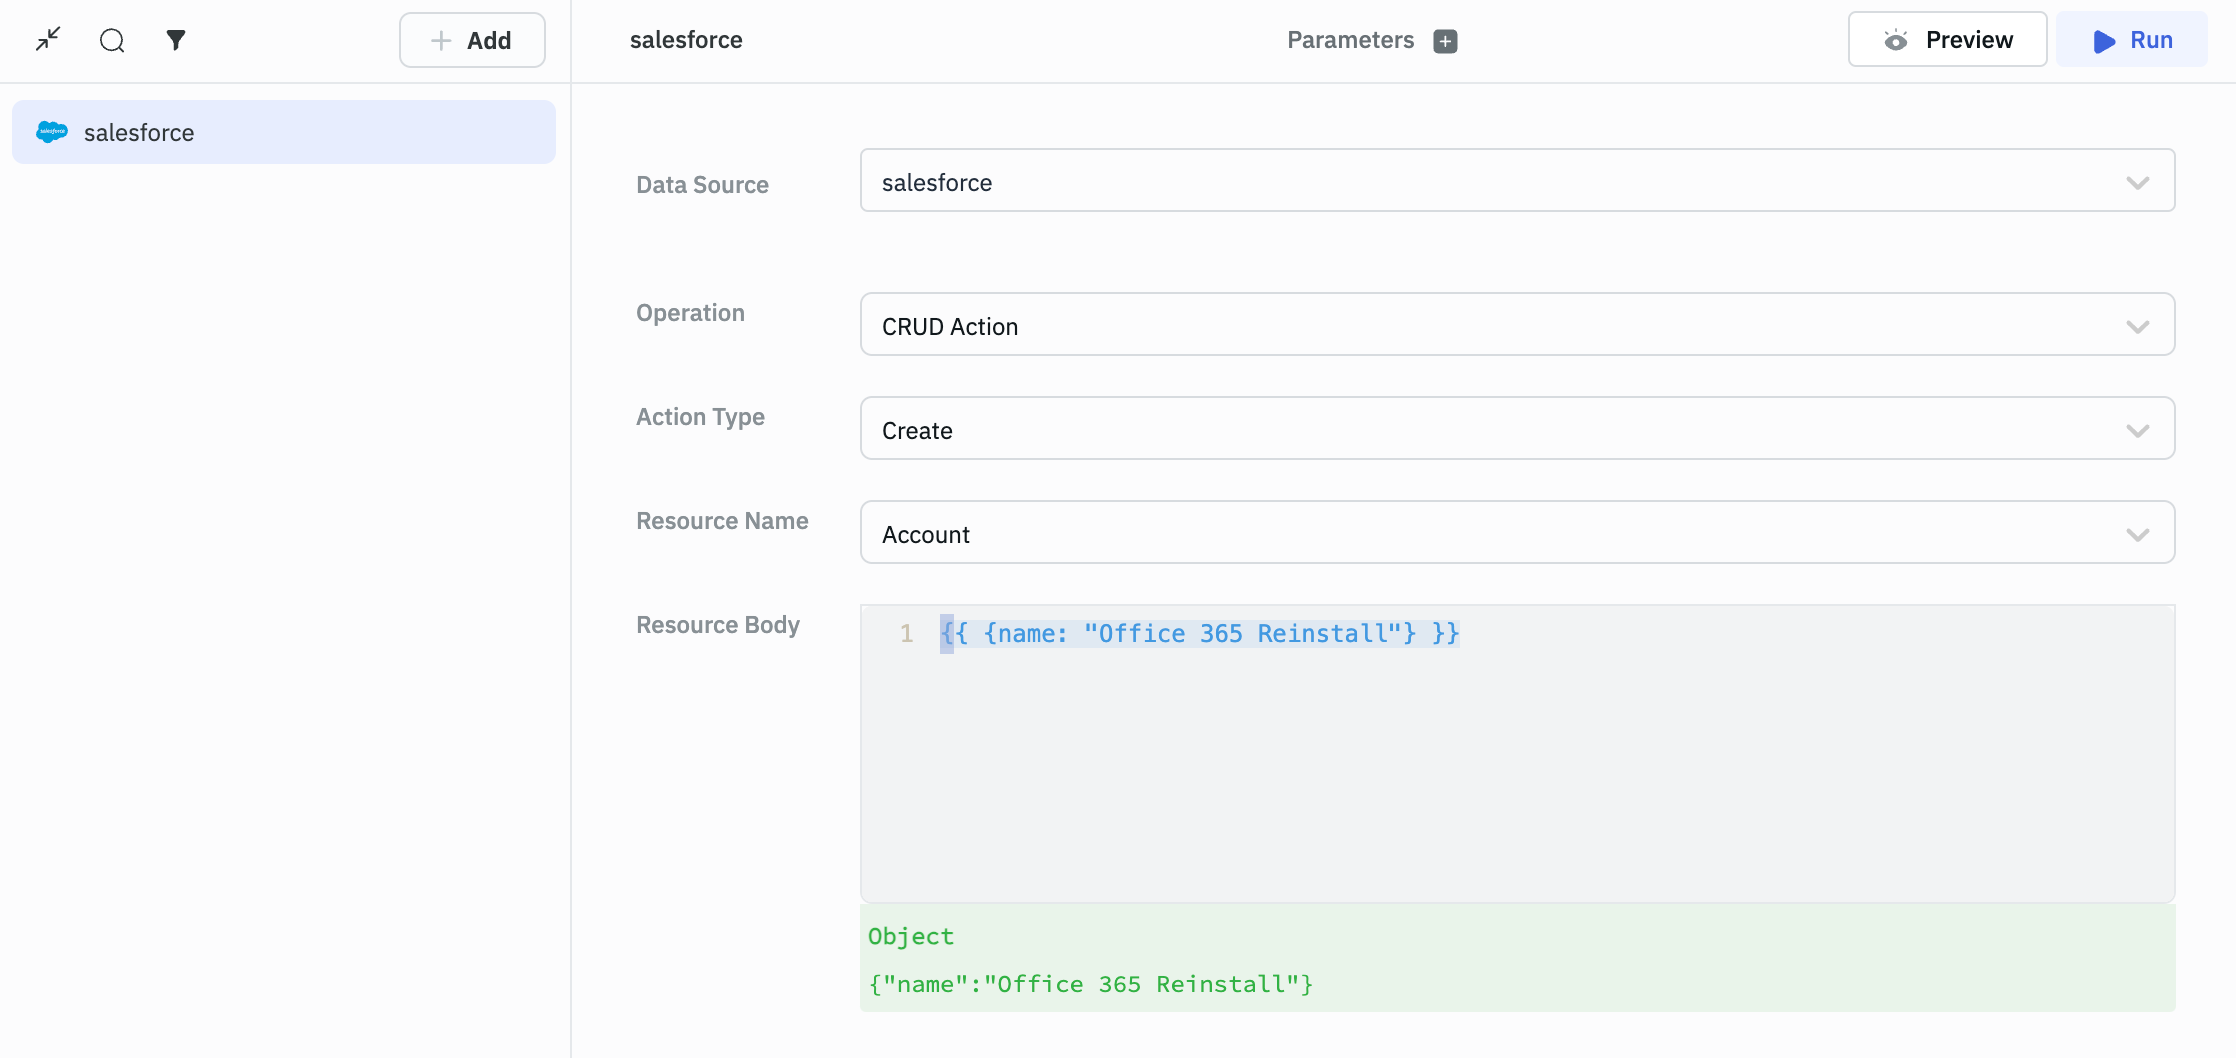 Add
salesforce
Parameters
Preview
Run
salesforce
salesforce
Data Source
salesforce
Operation
CRUD Action
Action Type
Create
Resource Name
Account
Resource Body
1 {{ {name: "Office 365 Reinstall"} }}
Object
{"name":"Office 365 Reinstall"}